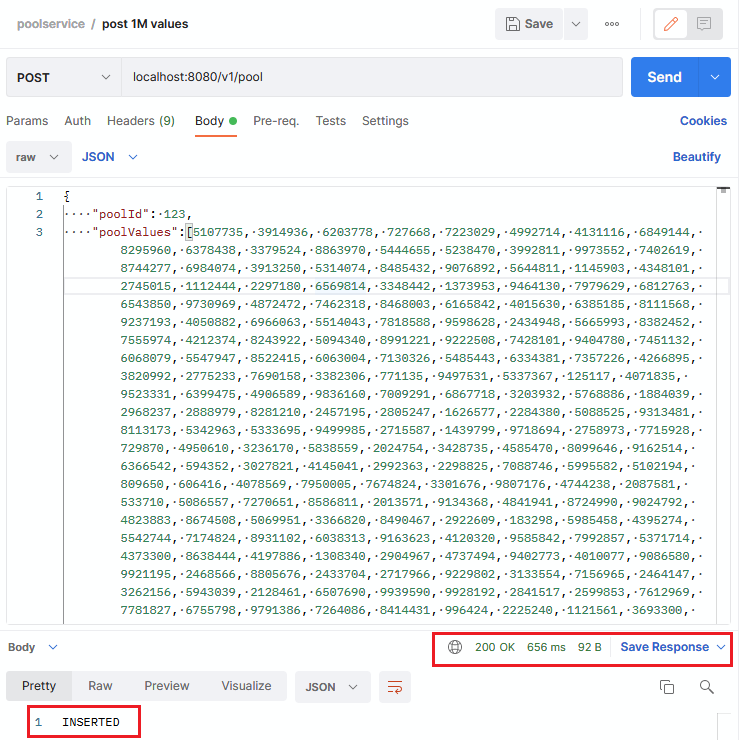 poolservice / post 1M values
Save
POST
localhost:8080/v1/pool
Send
Params Auth Headers (9) Body Pre-req. Tests Settings Cookies
raw JSON Beautify
1 {
2 "poolId": 123,
3 "poolValues":[5107735, 3914936, 6203778, 727668, 7223029, 4992714, 4131116, 6849144,
8295960, 6378438, 3379524, 8863970, 5444655, 5238470, 3992811, 9973552, 7402619,
8744277, 6984074, 3913250, 5314074, 8485432, 9076892, 5644811, 1145903, 4348101,
2745015, 1112444, 2297180, 6569814, 3348442, 1373953, 9464130, 7979629, 6812763,
6543850, 9730969, 4872472, 7462318, 8468003, 6165842, 4015630, 6385185, 8111568,
9237193, 4050882, 6966063, 5514043, 7818588, 9598628, 2434948, 5665993, 8382452,
7555974, 4212374, 8243922, 5094340, 8991221, 9222508, 7428101, 9404780, 7451132,
6068079, 5547947, 8522415, 6063004, 7130326, 5485443, 6334381, 7357226, 4266895,
3820992, 2775233, 7690158, 3382306, 771135, 9497531, 5337367, 125117, 4071835,
9523331, 6399475, 4906589, 9836160, 7009291, 6867718, 3203932, 5768886, 1884039,
2968237, 2888979, 8281210, 2457195, 2805247, 1626577, 2284380, 5088525, 9313481,
8113173, 5342963, 5333695, 9499985, 2715587, 1439799, 9718694, 2758973, 7715928,
729870, 4950610, 3236170, 5838559, 2024754, 3428735, 4585470, 8099646, 9162514,
6366542, 594352, 3027821, 4145041, 2992363, 2298825, 7088746, 5995582, 5102194,
809650, 606416, 4078569, 7950005, 7674824, 3301676, 9807176, 4744238, 2087581,
533710, 5086557, 7270651, 8586811, 2013571, 9134368, 4841941, 8724990, 9024792,
4823883, 8674508, 5069951, 3366820, 8490467, 2922609, 183298, 5985458, 4395274,
5542744, 7174824, 8931102, 6038313, 9163623, 4120320, 9585842, 7992857, 5371714,
4373300, 8638444, 4197886, 1308340, 2904967, 4737494, 9402773, 4010077, 9086580,
9921195, 2468566, 8805676, 2433704, 2717966, 9229802, 3133554, 7156965, 2464147,
3262156, 5943039, 2128461, 6507690, 9939590, 9928192, 2841517, 2599853, 7612969,
7781827, 6755798, 9791386, 7264086, 8414431, 996424, 2225240, 1121561, 3693300,
Body 200 OK 656 ms 92 B Save Response
Pretty Raw Preview Visualize JSON
1 INSERTED